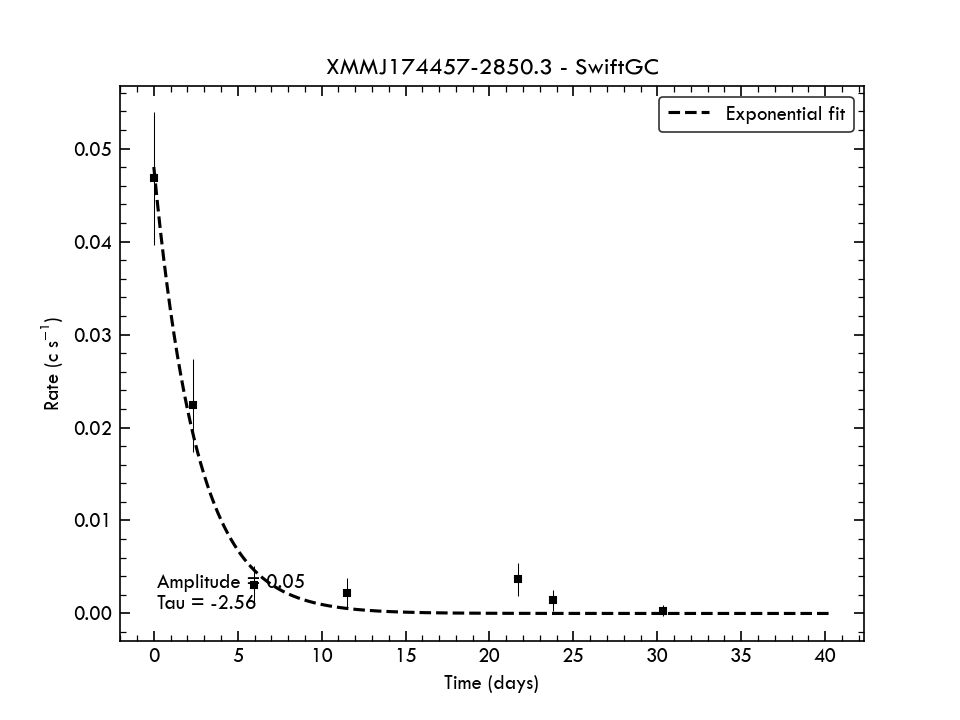 XMMJ174457-2850.3 - SwiftGC
Exponential fit
0.05
0.04
0.03
0.02
0.01
0.00
Rate (c s⁻¹)
Amplitude = 0.05
Tau = -2.56
0 5 10 15 20 25 30 35 40
Time (days)